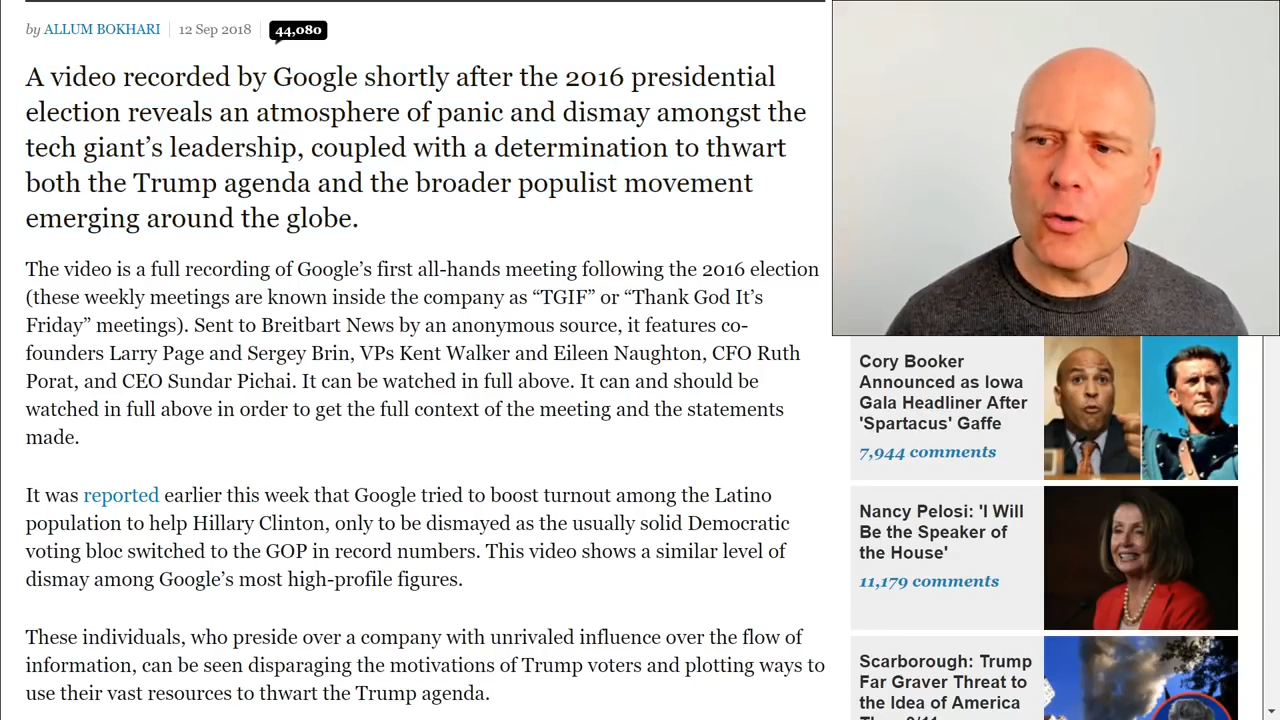 by ALLUM BOKHARI | 12 Sep 2018 44,080
A video recorded by Google shortly after the 2016 presidential
election reveals an atmosphere of panic and dismay amongst the
tech giant’s leadership, coupled with a determination to thwart
both the Trump agenda and the broader populist movement
emerging around the globe.
The video is a full recording of Google’s first all-hands meeting following the 2016 election
(these weekly meetings are known inside the company as “TGIF” or “Thank God It’s
Friday” meetings). Sent to Breitbart News by an anonymous source, it features co-
founders Larry Page and Sergey Brin, VPs Kent Walker and Eileen Naughton, CFO Ruth
Porat, and CEO Sundar Pichai. It can be watched in full above. It can and should be
watched in full above in order to get the full context of the meeting and the statements
made.
It was reported earlier this week that Google tried to boost turnout among the Latino
population to help Hillary Clinton, only to be dismayed as the usually solid Democratic
voting bloc switched to the GOP in record numbers. This video shows a similar level of
dismay among Google’s most high-profile figures.
These individuals, who preside over a company with unrivaled influence over the flow of
information, can be seen disparaging the motivations of Trump voters and plotting ways to
use their vast resources to thwart the Trump agenda.
Cory Booker
Announced as Iowa
Gala Headliner After
'Spartacus' Gaffe
7,944 comments
Nancy Pelosi: 'I Will
Be the Speaker of
the House'
11,179 comments
Scarborough: Trump
Far Graver Threat to
the Idea of America